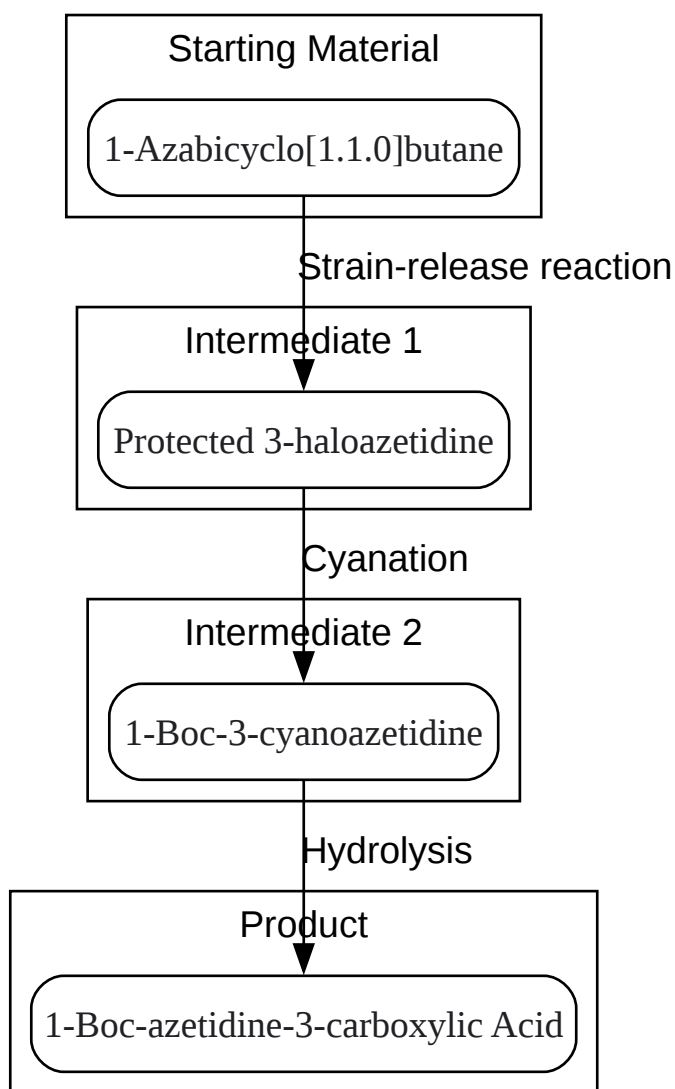 Starting Material
1-Azabicyclo[1.1.0]butane
Strain-release reaction
Intermediate 1
Protected 3-haloazetidine
Cyanation
Intermediate 2
1-Boc-3-cyanoazetidine
Hydrolysis
Product
1-Boc-azetidine-3-carboxylic Acid